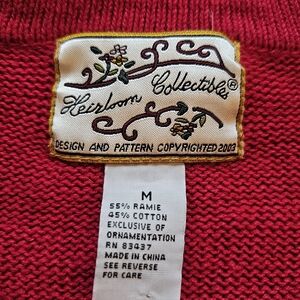 Heirloom Collectibles®
DESIGN AND PATTERN COPYRIGHTED 2003
M
55% RAMIE
45% COTTON
EXCLUSIVE OF
ORNAMENTATION
RN 83437
MADE IN CHINA
SEE REVERSE
FOR CARE